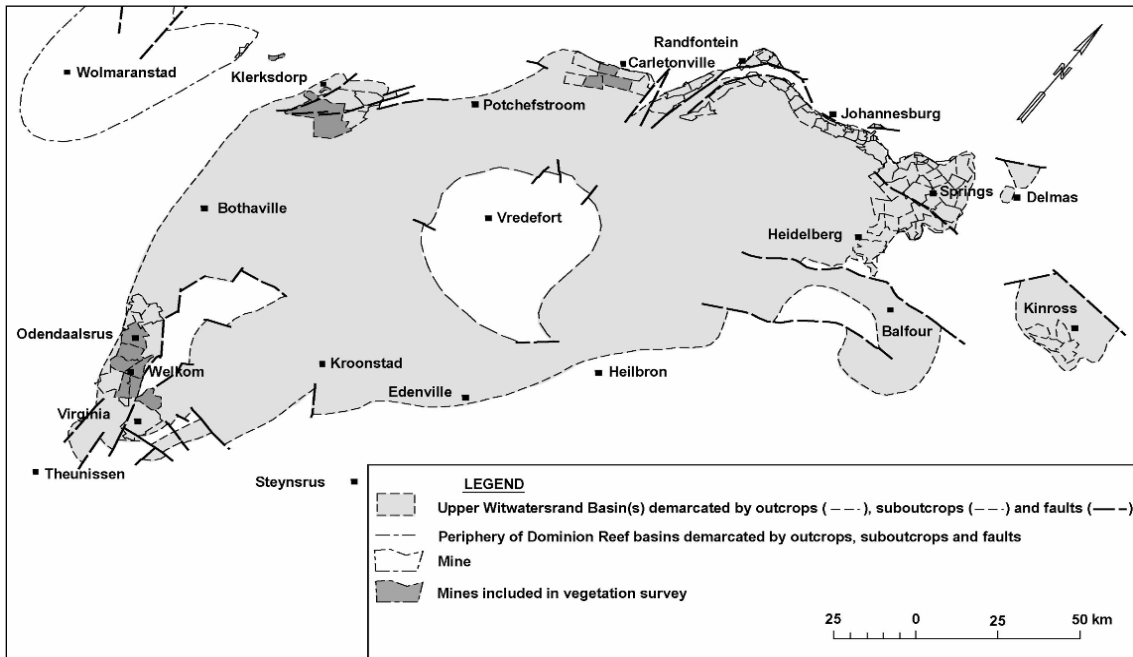 Randfontein
Wolmaranstad
Carletonville
Klerksdorp
Potchefstroom
Johannesburg
N
Springs
Delmas
Bothaville
Vredefort
Heidelberg
Kinross
Balfour
Odendaalsrus
Kroonstad
Welkom
Heilbron
Edenville
Virginia
Theunissen
Steynsrus
LEGEND
Upper Witwatersrand Basin(s) demarcated by outcrops ( — — – ), suboutcrops ( — — – ) and faults ( — — – )
Periphery of Dominion Reef basins demarcated by outcrops, suboutcrops and faults
Mine
Mines included in vegetation survey
25 0 25 50 km